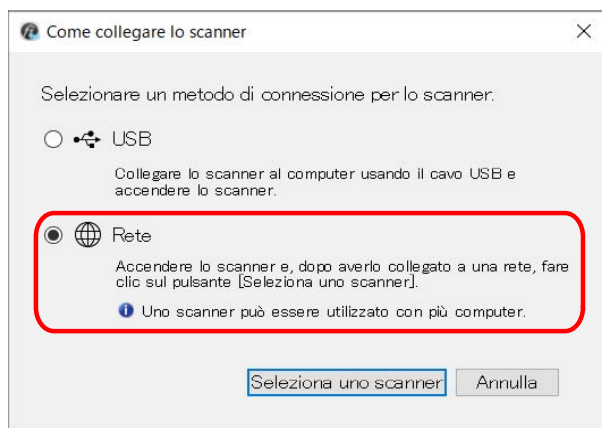 Come collegare lo scanner
Selezionare un metodo di connessione per lo scanner.
USB
Collegare lo scanner al computer usando il cavo USB e
accendere lo scanner.
Rete
Accendere lo scanner e, dopo averlo collegato a una rete, fare
clic sul pulsante [Seleziona uno scanner].
Uno scanner può essere utilizzato con più computer.
Seleziona uno scanner Annulla